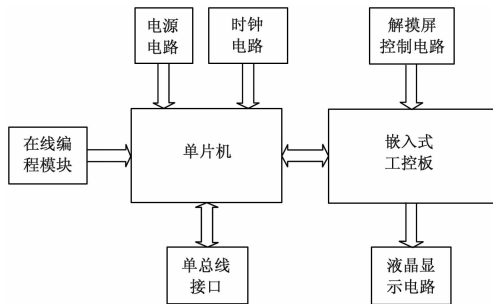 电源
电路
时钟
电路
解摸屏
控制电路
在线编
程模块
单片机
嵌入式
工控板
单总线
接口
液晶显
示电路